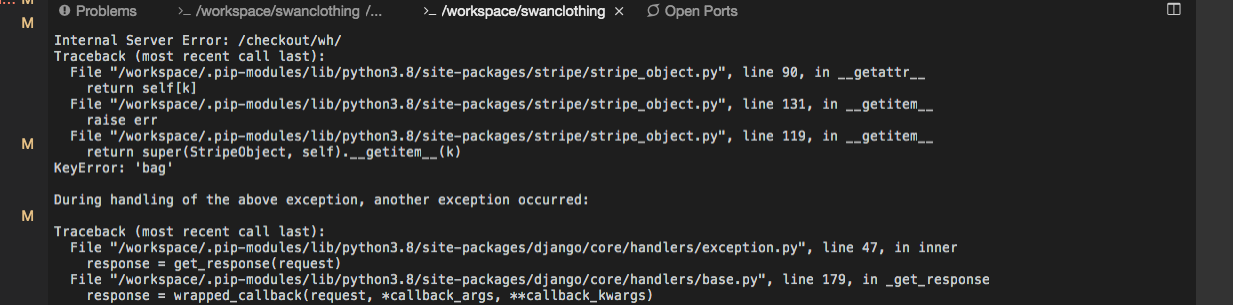 ... M
Problems >_ /workspace/swanclothing /... >_ /workspace/swanclothing × Open Ports
M
Internal Server Error: /checkout/wh/
Traceback (most recent call last):
File "/workspace/.pip-modules/lib/python3.8/site-packages/stripe/stripe_object.py", line 90, in __getattr__
return self[k]
File "/workspace/.pip-modules/lib/python3.8/site-packages/stripe/stripe_object.py", line 131, in __getitem__
raise err
File "/workspace/.pip-modules/lib/python3.8/site-packages/stripe/stripe_object.py", line 119, in __getitem__
M
return super(StripeObject, self).__getitem__(k)
KeyError: 'bag'
During handling of the above exception, another exception occurred:
M
Traceback (most recent call last):
File "/workspace/.pip-modules/lib/python3.8/site-packages/django/core/handlers/exception.py", line 47, in inner
response = get_response(request)
File "/workspace/.pip-modules/lib/python3.8/site-packages/django/core/handlers/base.py", line 179, in _get_response
response = wrapped_callback(request, *callback_args, **callback_kwargs)